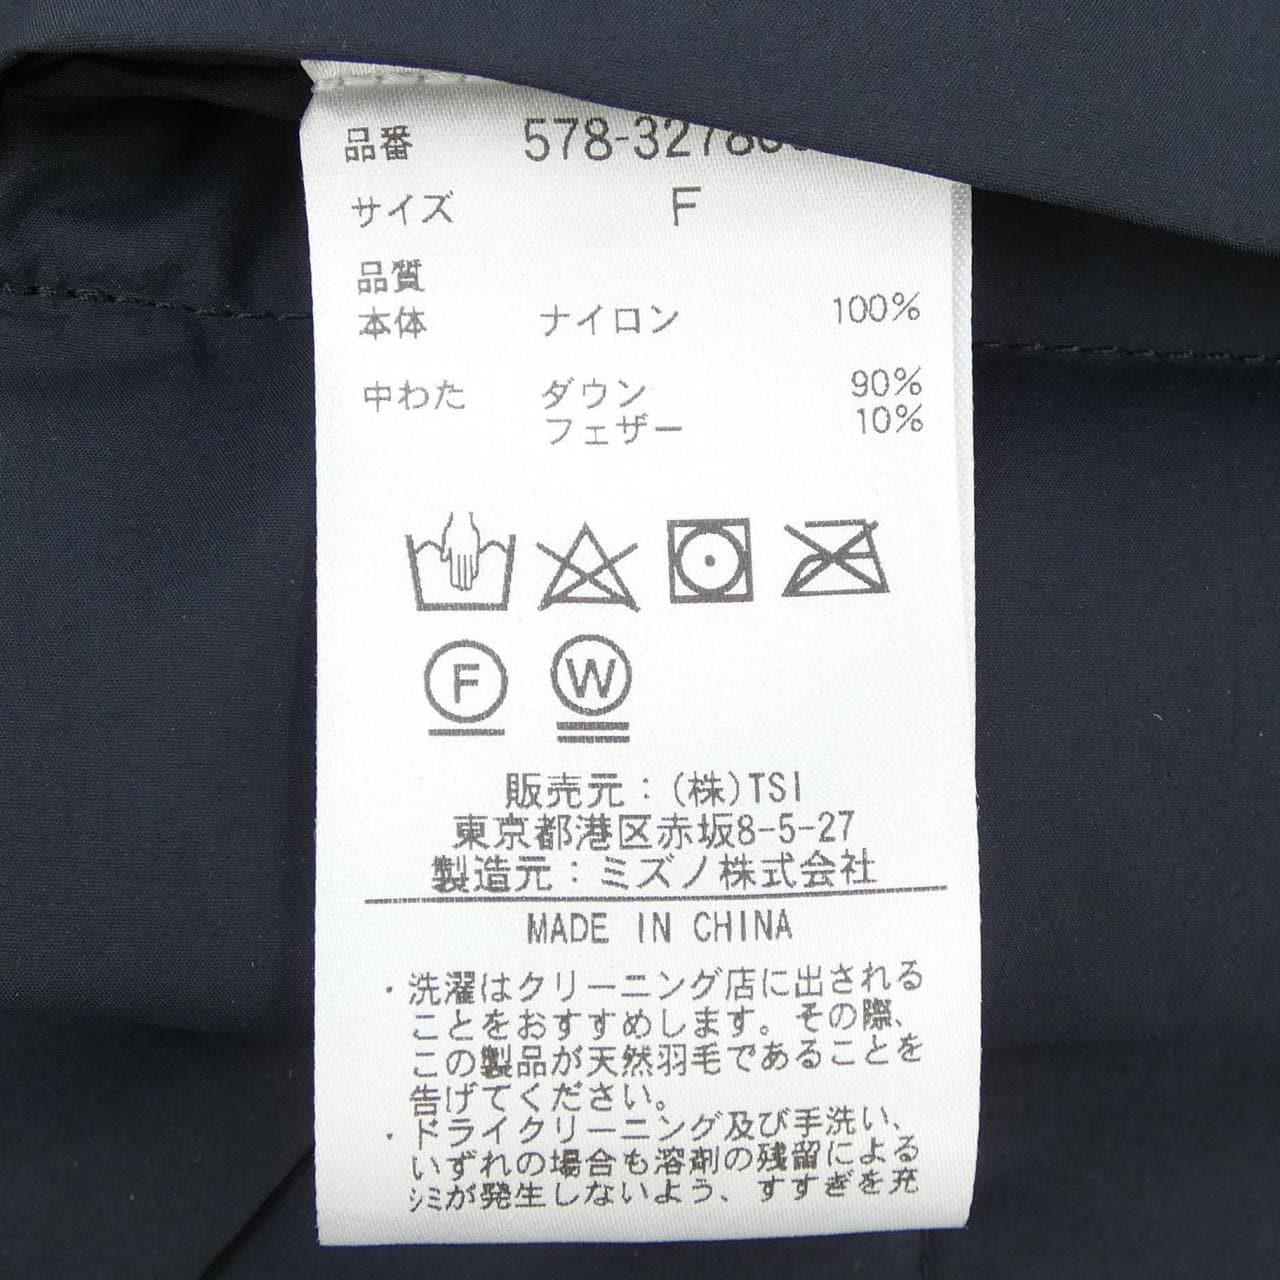 品番 578-3278
サイズ F
品質
本体 ナイロン 100%
中わた ダウン 90%
フェザー 10%
F W
販売元：(株)TSI
東京都港区赤坂8-5-27
製造元：ミズノ株式会社
MADE IN CHINA
・洗濯はクリーニング店に出される
ことをおすすめします。その際、
この製品が天然羽毛であることを
告げてください。
・ドライクリーニング及び手洗い、
いずれの場合も溶剤の残留による
シミが発生しないよう、すすぎを充